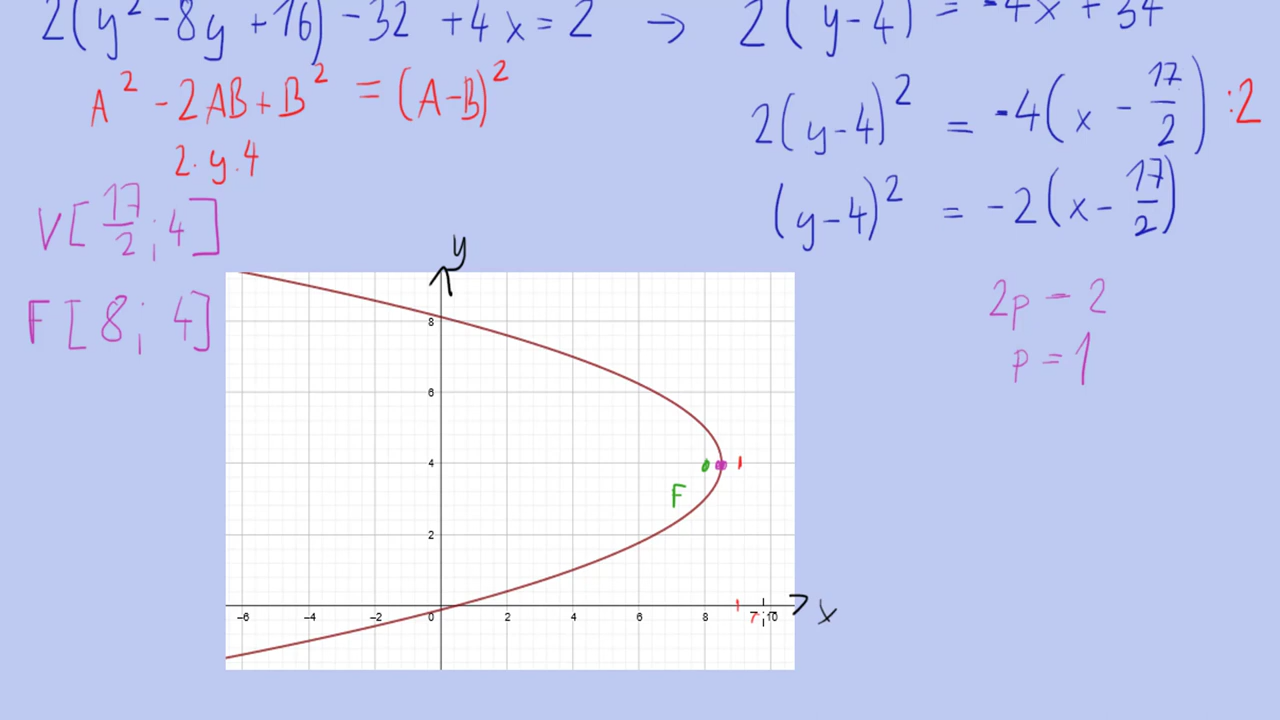 2(y² -8y +16) -32 +4x = 2 → 2(y-4) = -4x + 34
A² -2AB+B² = (A-B)²
2·y·4
2(y-4)² = -4(x - 17/2) :2
(y-4)² = -2(x - 17/2)
V[17/2; 4]
F[8; 4]
2p = 2
p = 1
y
8
6
4
F
2
-6 -4 -2 0 2 4 6 8 10
x